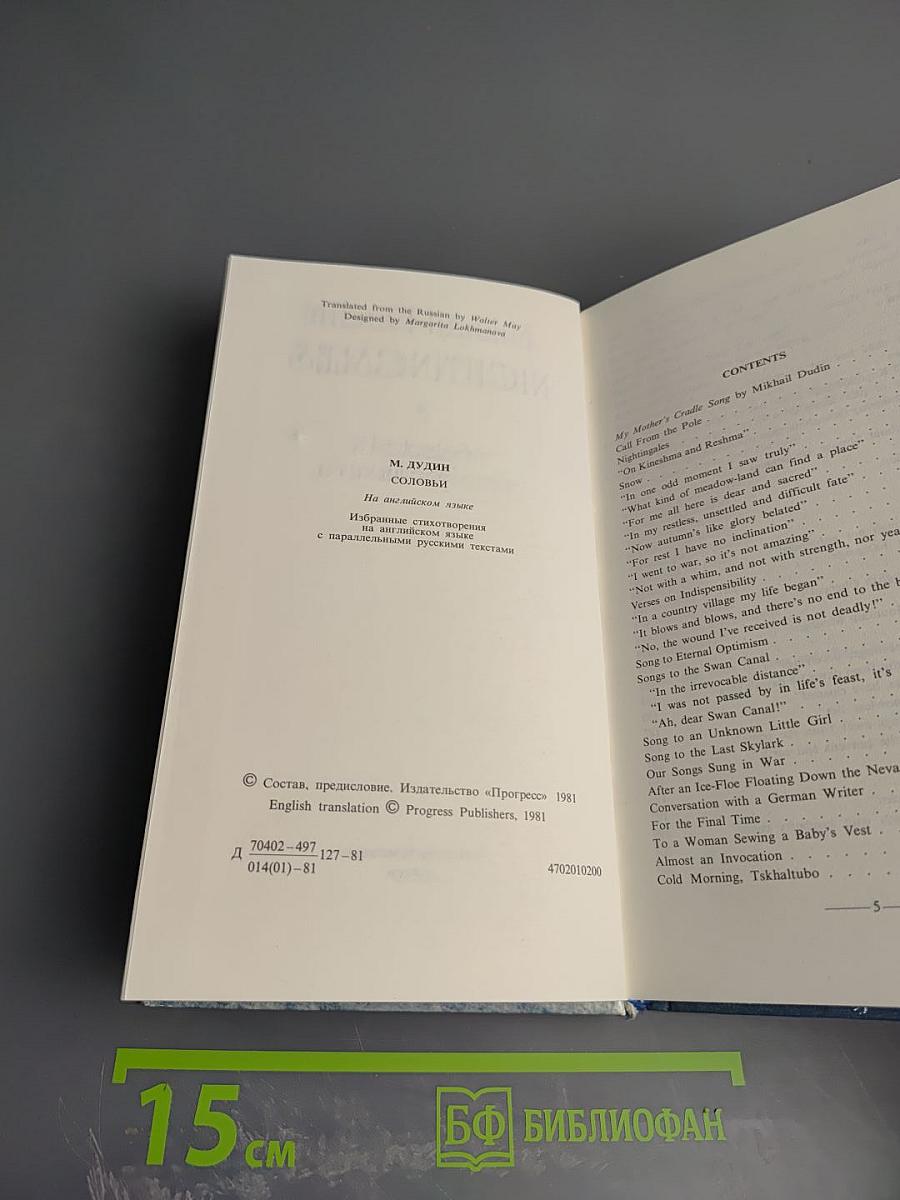 Translated from the Russian by Walter May
Designed by Margarita Lokhmanova
М. ДУДИН
СОЛОВЬИ
На английском языке
Избранные стихотворения
на английском языке
с параллельными русскими текстами
© Состав, предисловие. Издательство «Прогресс» 1981
English translation © Progress Publishers, 1981
Д 70402–497
014(01)–81 127–81
4702010200
CONTENTS
My Mother's Cradle Song by Mikhail Dudin . . . .
Call From the Pole . . . . . . . .
Nightingales . . . . . . . .
"On Kineshma and Reshma" . . . . . .
Snow . . . . . . . .
"In one odd moment I saw truly" . . . . .
"What kind of meadow-land can find a place"
"For me all here is dear and sacred" . . . .
"In my restless, unsettled and difficult fate" . . .
"Now autumn's like glory belated" . . . .
"For rest I have no inclination" . . . . .
"I went to war, so it's not amazing" . . . .
"Not with a whim, and not with strength, nor yea
Verses on Indispensibility . . . . . .
"In a country village my life began" . . . .
"It blows and blows, and there's no end to the b
"No, the wound I've received is not deadly!" . .
Song to Eternal Optimism . . . . . .
Songs to the Swan Canal . . . . . .
"In the irrevocable distance" . . . . .
"I was not passed by in life's feast, it's
"Ah, dear Swan Canal!" . . . . . .
Song to an Unknown Little Girl . . . .
Song to the Last Skylark . . . . . .
Our Songs Sung in War . . . . . .
After an Ice-Floe Floating Down the Neva
Conversation with a German Writer . . .
For the Final Time . . . . . . .
To a Woman Sewing a Baby's Vest . .
Almost an Invocation . . . . . .
Cold Morning, Tskhaltubo . . . .
5
15 см
БФ БИБЛИОФАН